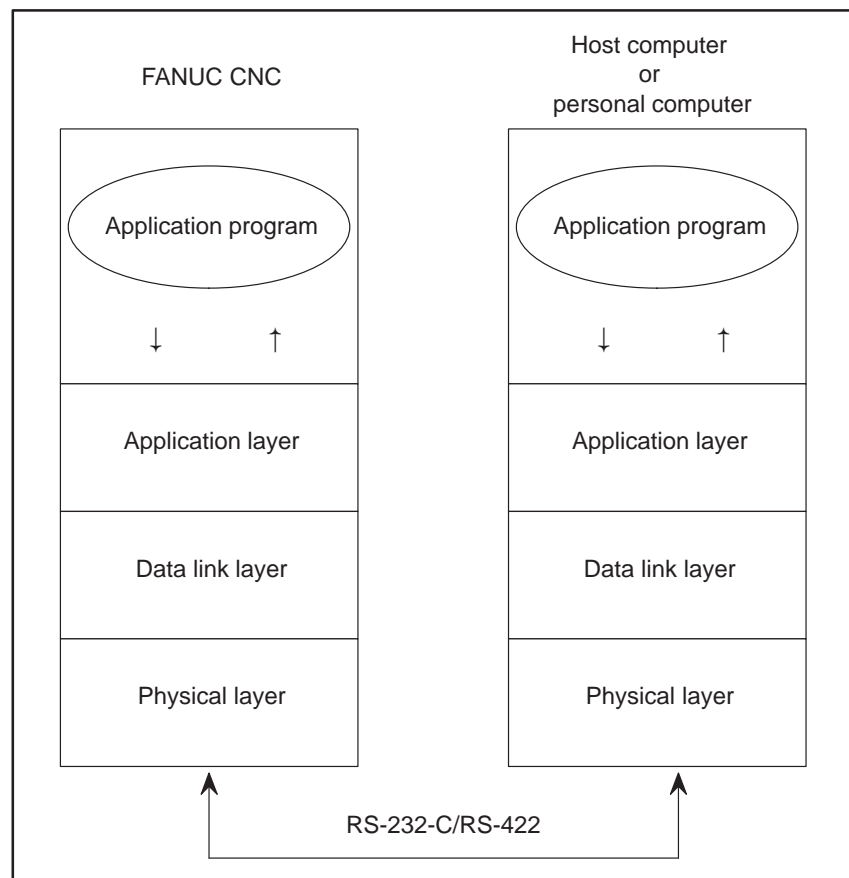 FANUC CNC
Application program
↓ ↑
Application layer
Data link layer
Physical layer
Host computer
or
personal computer
Application program
↓ ↑
Application layer
Data link layer
Physical layer
RS-232-C/RS-422